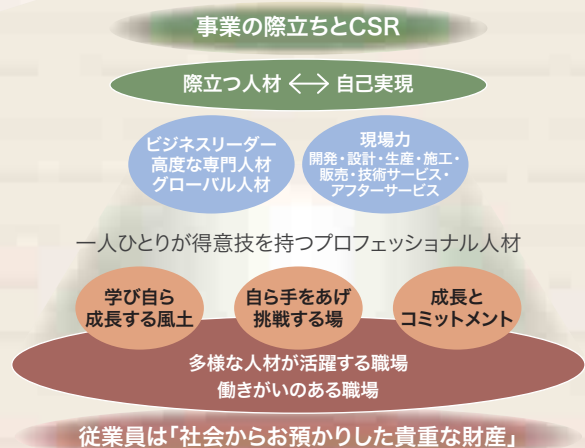 事業の際立ちとCSR
際立つ人材 ⟷ 自己実現
ビジネスリーダー
高度な専門人材
グローバル人材
現場力
開発・設計・生産・施工・
販売・技術サービス・
アフターサービス
一人ひとりが得意技を持つプロフェッショナル人材
学び自ら
成長する風土
自ら手をあげ
挑戦する場
成長と
コミットメント
多様な人材が活躍する職場
働きがいのある職場
従業員は「社会からお預かりした貴重な財産」